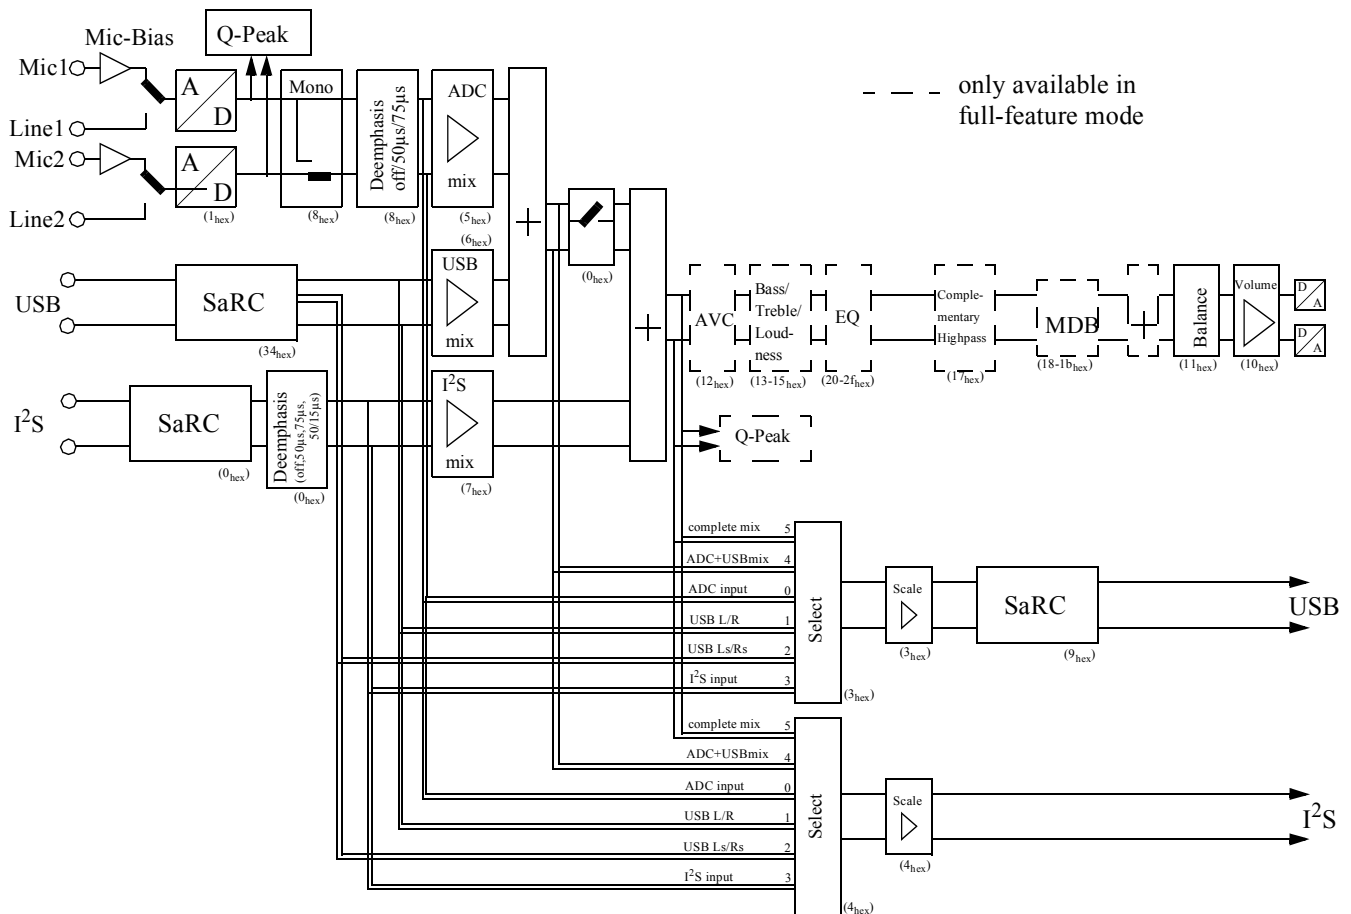 Mic-Bias
Q-Peak
Mic1
Line1
Mic2
Line2
A
D
A
D
(1hex)
Mono
(8hex)
Deemphasis
off/50µs/75µs
(8hex)
ADC
mix
(5hex)
(6hex)
+
only available in
full-feature mode
USB
SaRC
(34hex)
USB
mix
(0hex)
+
I²S
SaRC
(0hex)
Deemphasis
(off,50µs,75µs,
50/15µs)
(0hex)
I²S
mix
(7hex)
AVC
(12hex)
Bass/
Treble/
Loud-
ness
(13-15hex)
EQ
(20-2fhex)
Comple-
mentary
Highpass
(17hex)
MDB
(18-1bhex)
+
Balance
(11hex)
Volume
(10hex)
D
A
D
A
Q-Peak
complete mix 5
ADC+USBmix 4
ADC input 0
USB L/R 1
USB Ls/Rs 2
I²S input 3
Select
(3hex)
Scale
(3hex)
SaRC
(9hex)
USB
complete mix 5
ADC+USBmix 4
ADC input 0
USB L/R 1
USB Ls/Rs 2
I²S input 3
Select
(4hex)
Scale
(4hex)
I²S